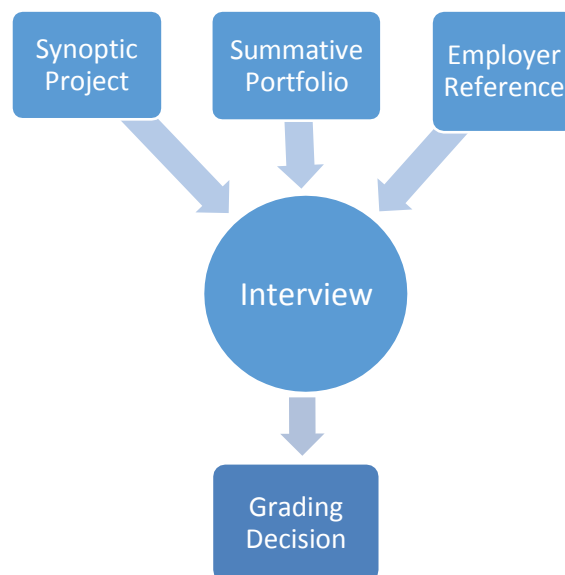 Synoptic
Project
Summative
Portfolio
Employer
Reference
Interview
Grading
Decision